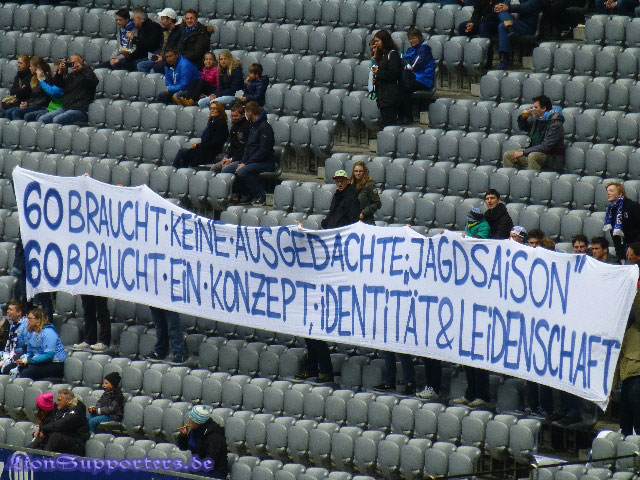 60 BRAUCHT·KEINE·AUSGEDACHTE„JAGDSAiSON"
60 BRAUCHT·EiN·KONZEPT, iDENTiTÄT & LEiDENSCHAFT
LionSupporters.de